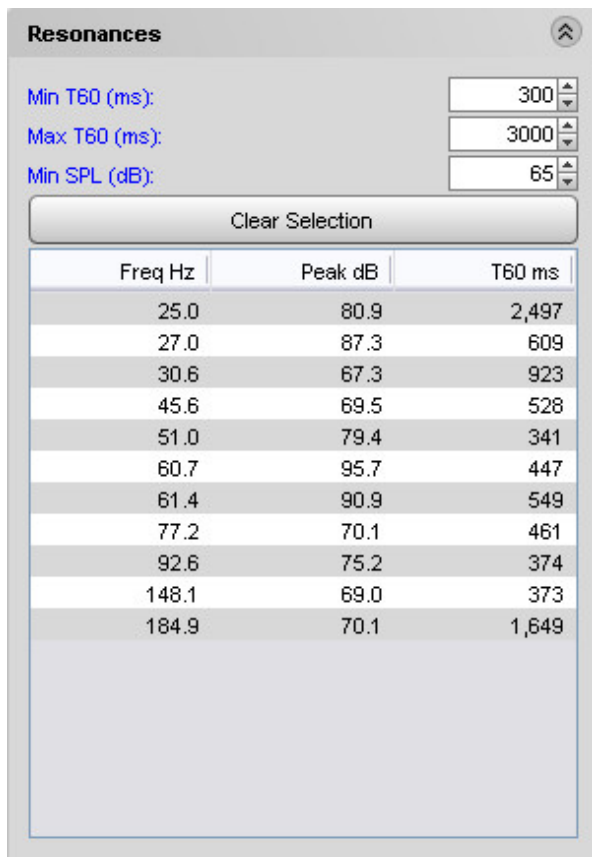 Resonances
Min T60 (ms): 300
Max T60 (ms): 3000
Min SPL (dB): 65
Clear Selection
Freq Hz Peak dB T60 ms
25.0 80.9 2,497
27.0 87.3 609
30.6 67.3 923
45.6 69.5 528
51.0 79.4 341
60.7 95.7 447
61.4 90.9 549
77.2 70.1 461
92.6 75.2 374
148.1 69.0 373
184.9 70.1 1,649